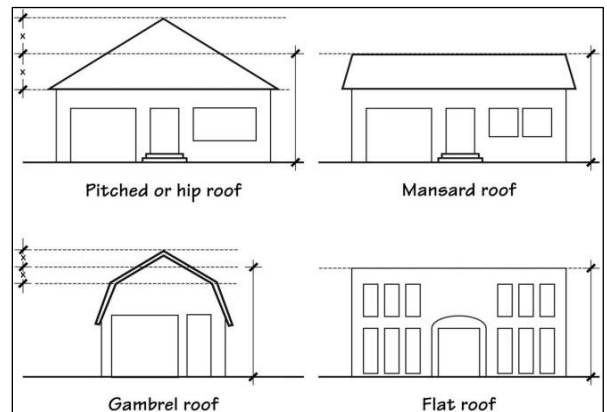 x
x
Pitched or hip roof
Mansard roof
x
x
Gambrel roof
Flat roof